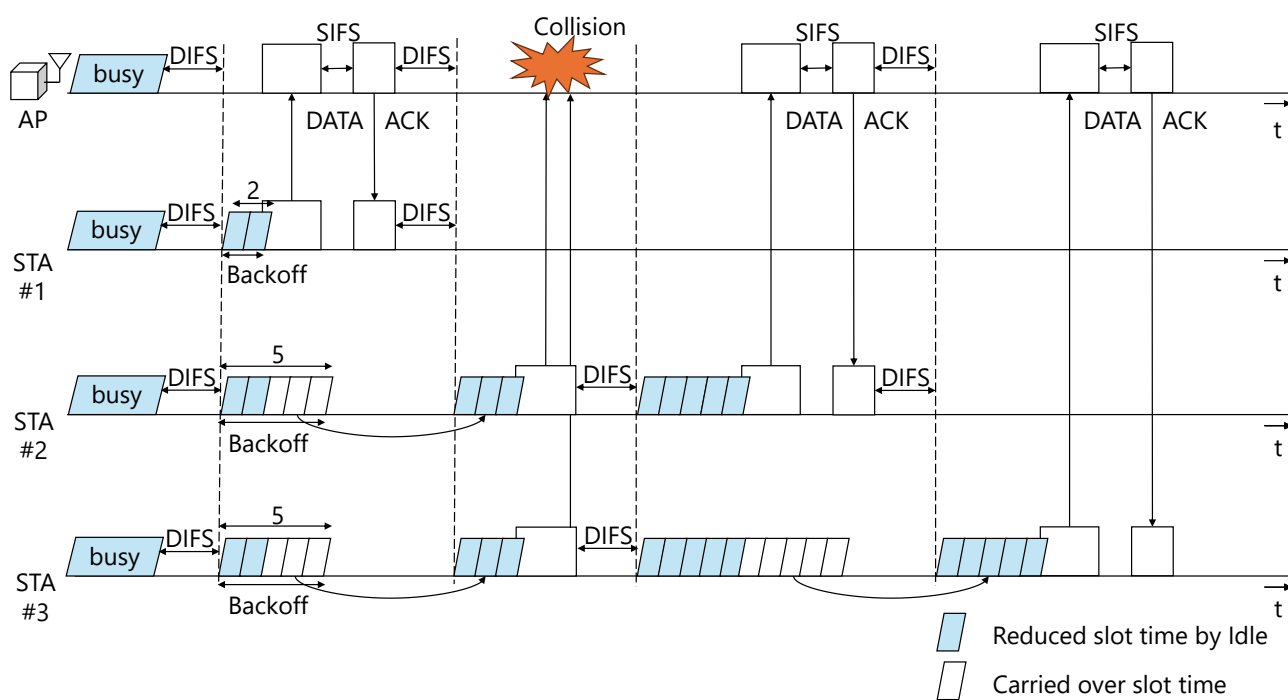 Collision
DIFS SIFS DIFS SIFS DIFS SIFS
busy
AP
DATA ACK DATA ACK DATA ACK
t
2
DIFS DIFS
busy
STA
#1
Backoff
t
5
DIFS DIFS DIFS
busy
STA
#2
Backoff
t
5
DIFS DIFS
busy
STA
#3
Backoff
t
Reduced slot time by Idle
Carried over slot time